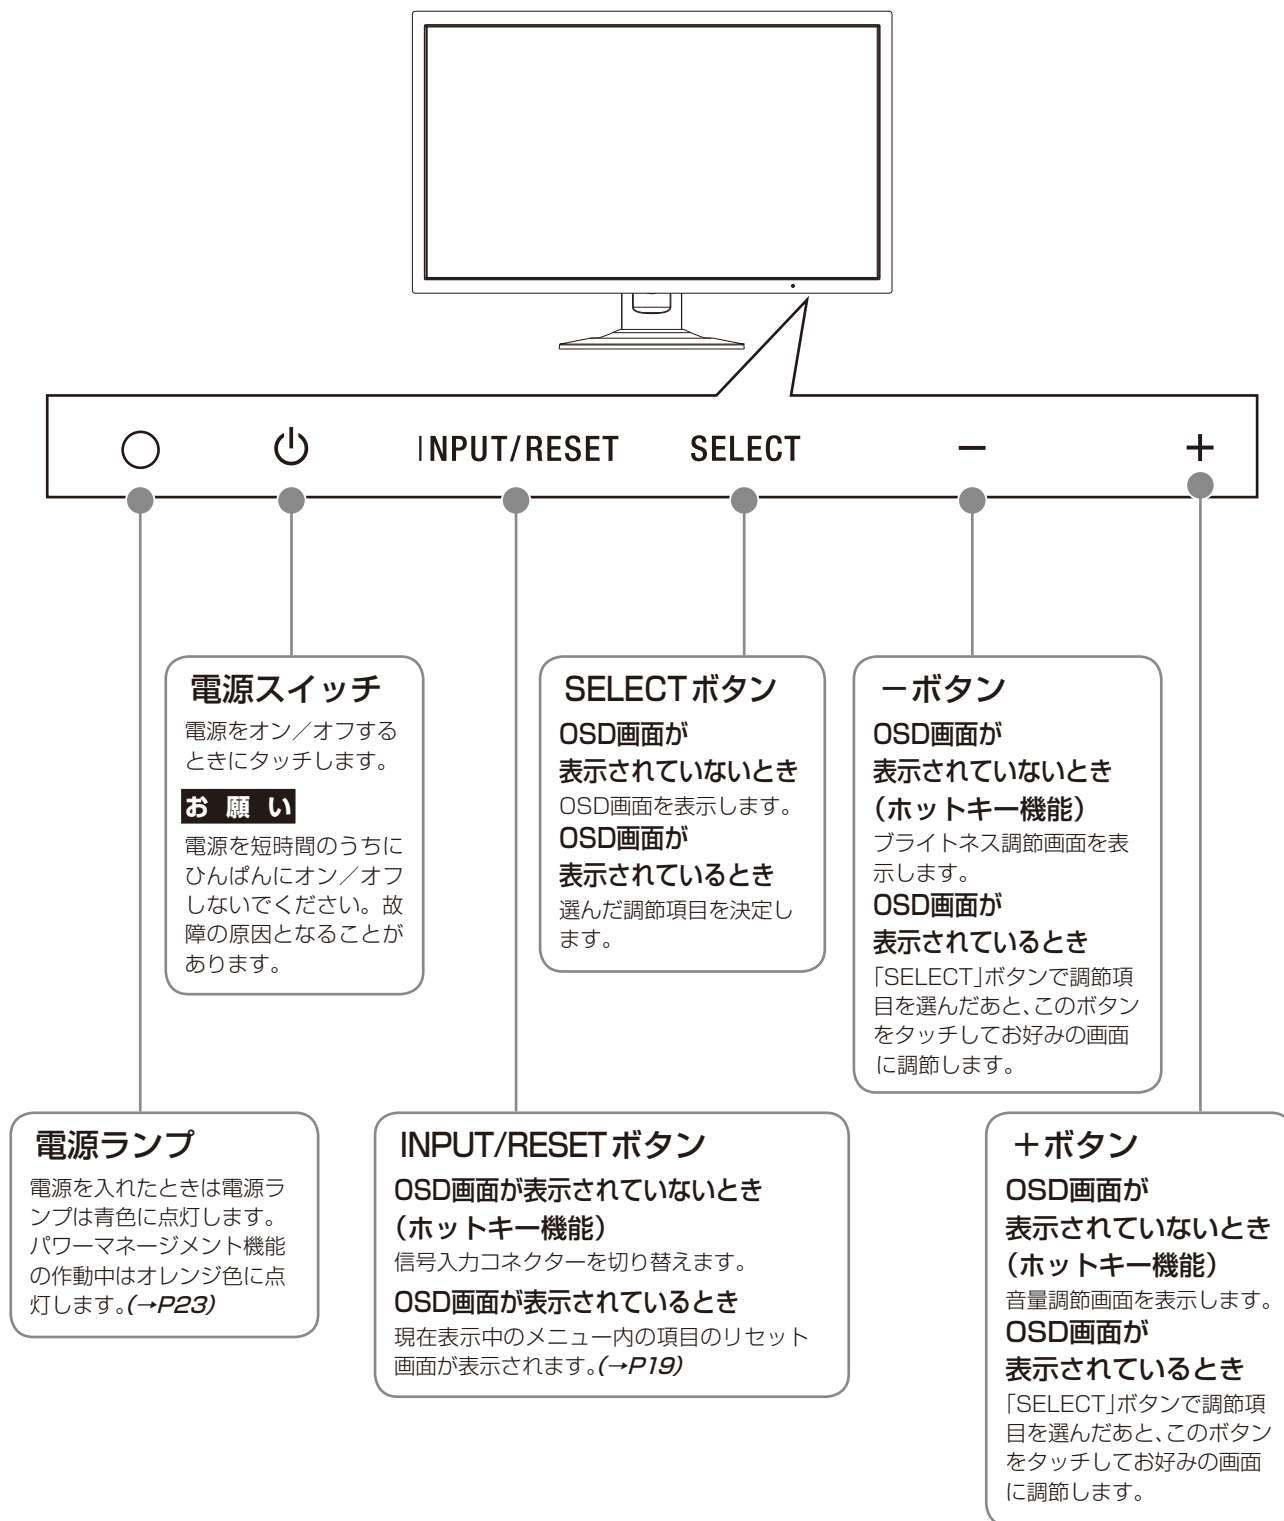 INPUT/RESET SELECT − +
電源スイッチ
電源をオン／オフする
ときにタッチします。
お 願 い
電源を短時間のうちに
ひんぱんにオン／オフ
しないでください。故
障の原因となることが
あります。
SELECTボタン
OSD画面が
表示されていないとき
OSD画面を表示します。
OSD画面が
表示されているとき
選んだ調節項目を決定し
ます。
−ボタン
OSD画面が
表示されていないとき
（ホットキー機能）
ブライトネス調節画面を表
示します。
OSD画面が
表示されているとき
「SELECT」ボタンで調節項
目を選んだあと、このボタン
をタッチしてお好みの画面
に調節します。
電源ランプ
電源を入れたときは電源ラ
ンプは青色に点灯します。
パワーマネージメント機能
の作動中はオレンジ色に点
灯します。(→P23)
INPUT/RESETボタン
OSD画面が表示されていないとき
（ホットキー機能）
信号入力コネクターを切り替えます。
OSD画面が表示されているとき
現在表示中のメニュー内の項目のリセット
画面が表示されます。(→P19)
＋ボタン
OSD画面が
表示されていないとき
（ホットキー機能）
音量調節画面を表示します。
OSD画面が
表示されているとき
「SELECT」ボタンで調節項
目を選んだあと、このボタン
をタッチしてお好みの画面
に調節します。